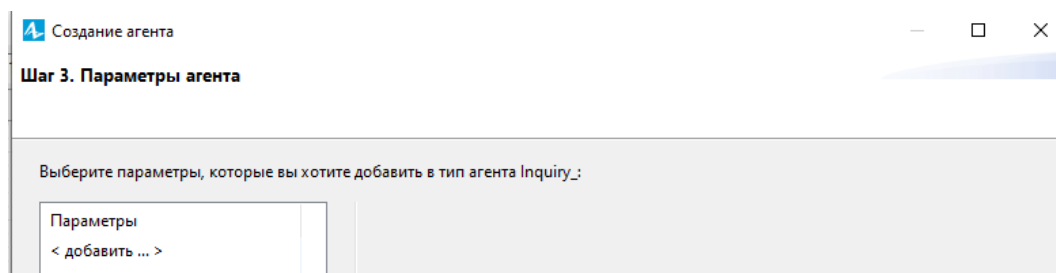 Создание агента
Шаг 3. Параметры агента
Выберите параметры, которые вы хотите добавить в тип агента Inquiry_:
Параметры
< добавить ... >